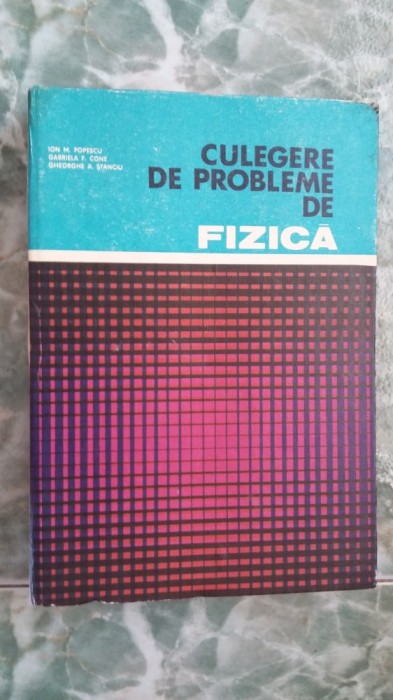 ION M. POPESCU
GABRIELA F. CONE
GHEORGHE A. STANCIU
CULEGERE
DE PROBLEME
DE
FIZICĂ